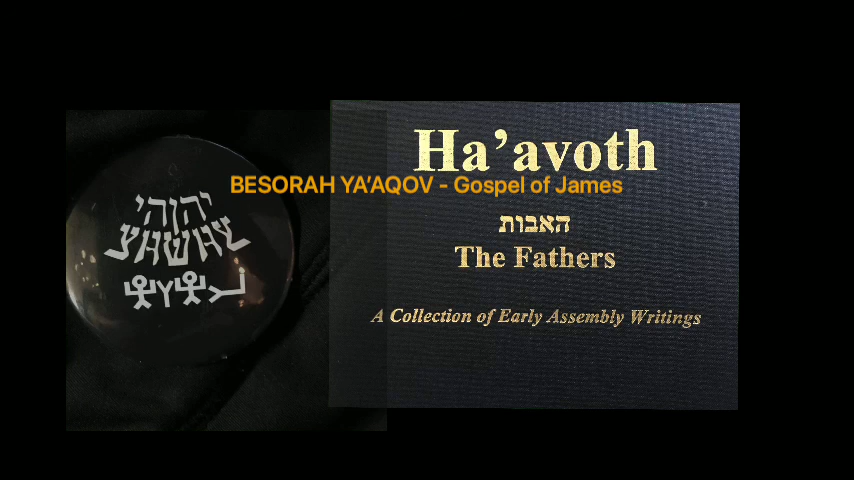 BESORAH YA'AQOV - Gospel of James
Ha'avoth
האבות
The Fathers
A Collection of Early Assembly Writings